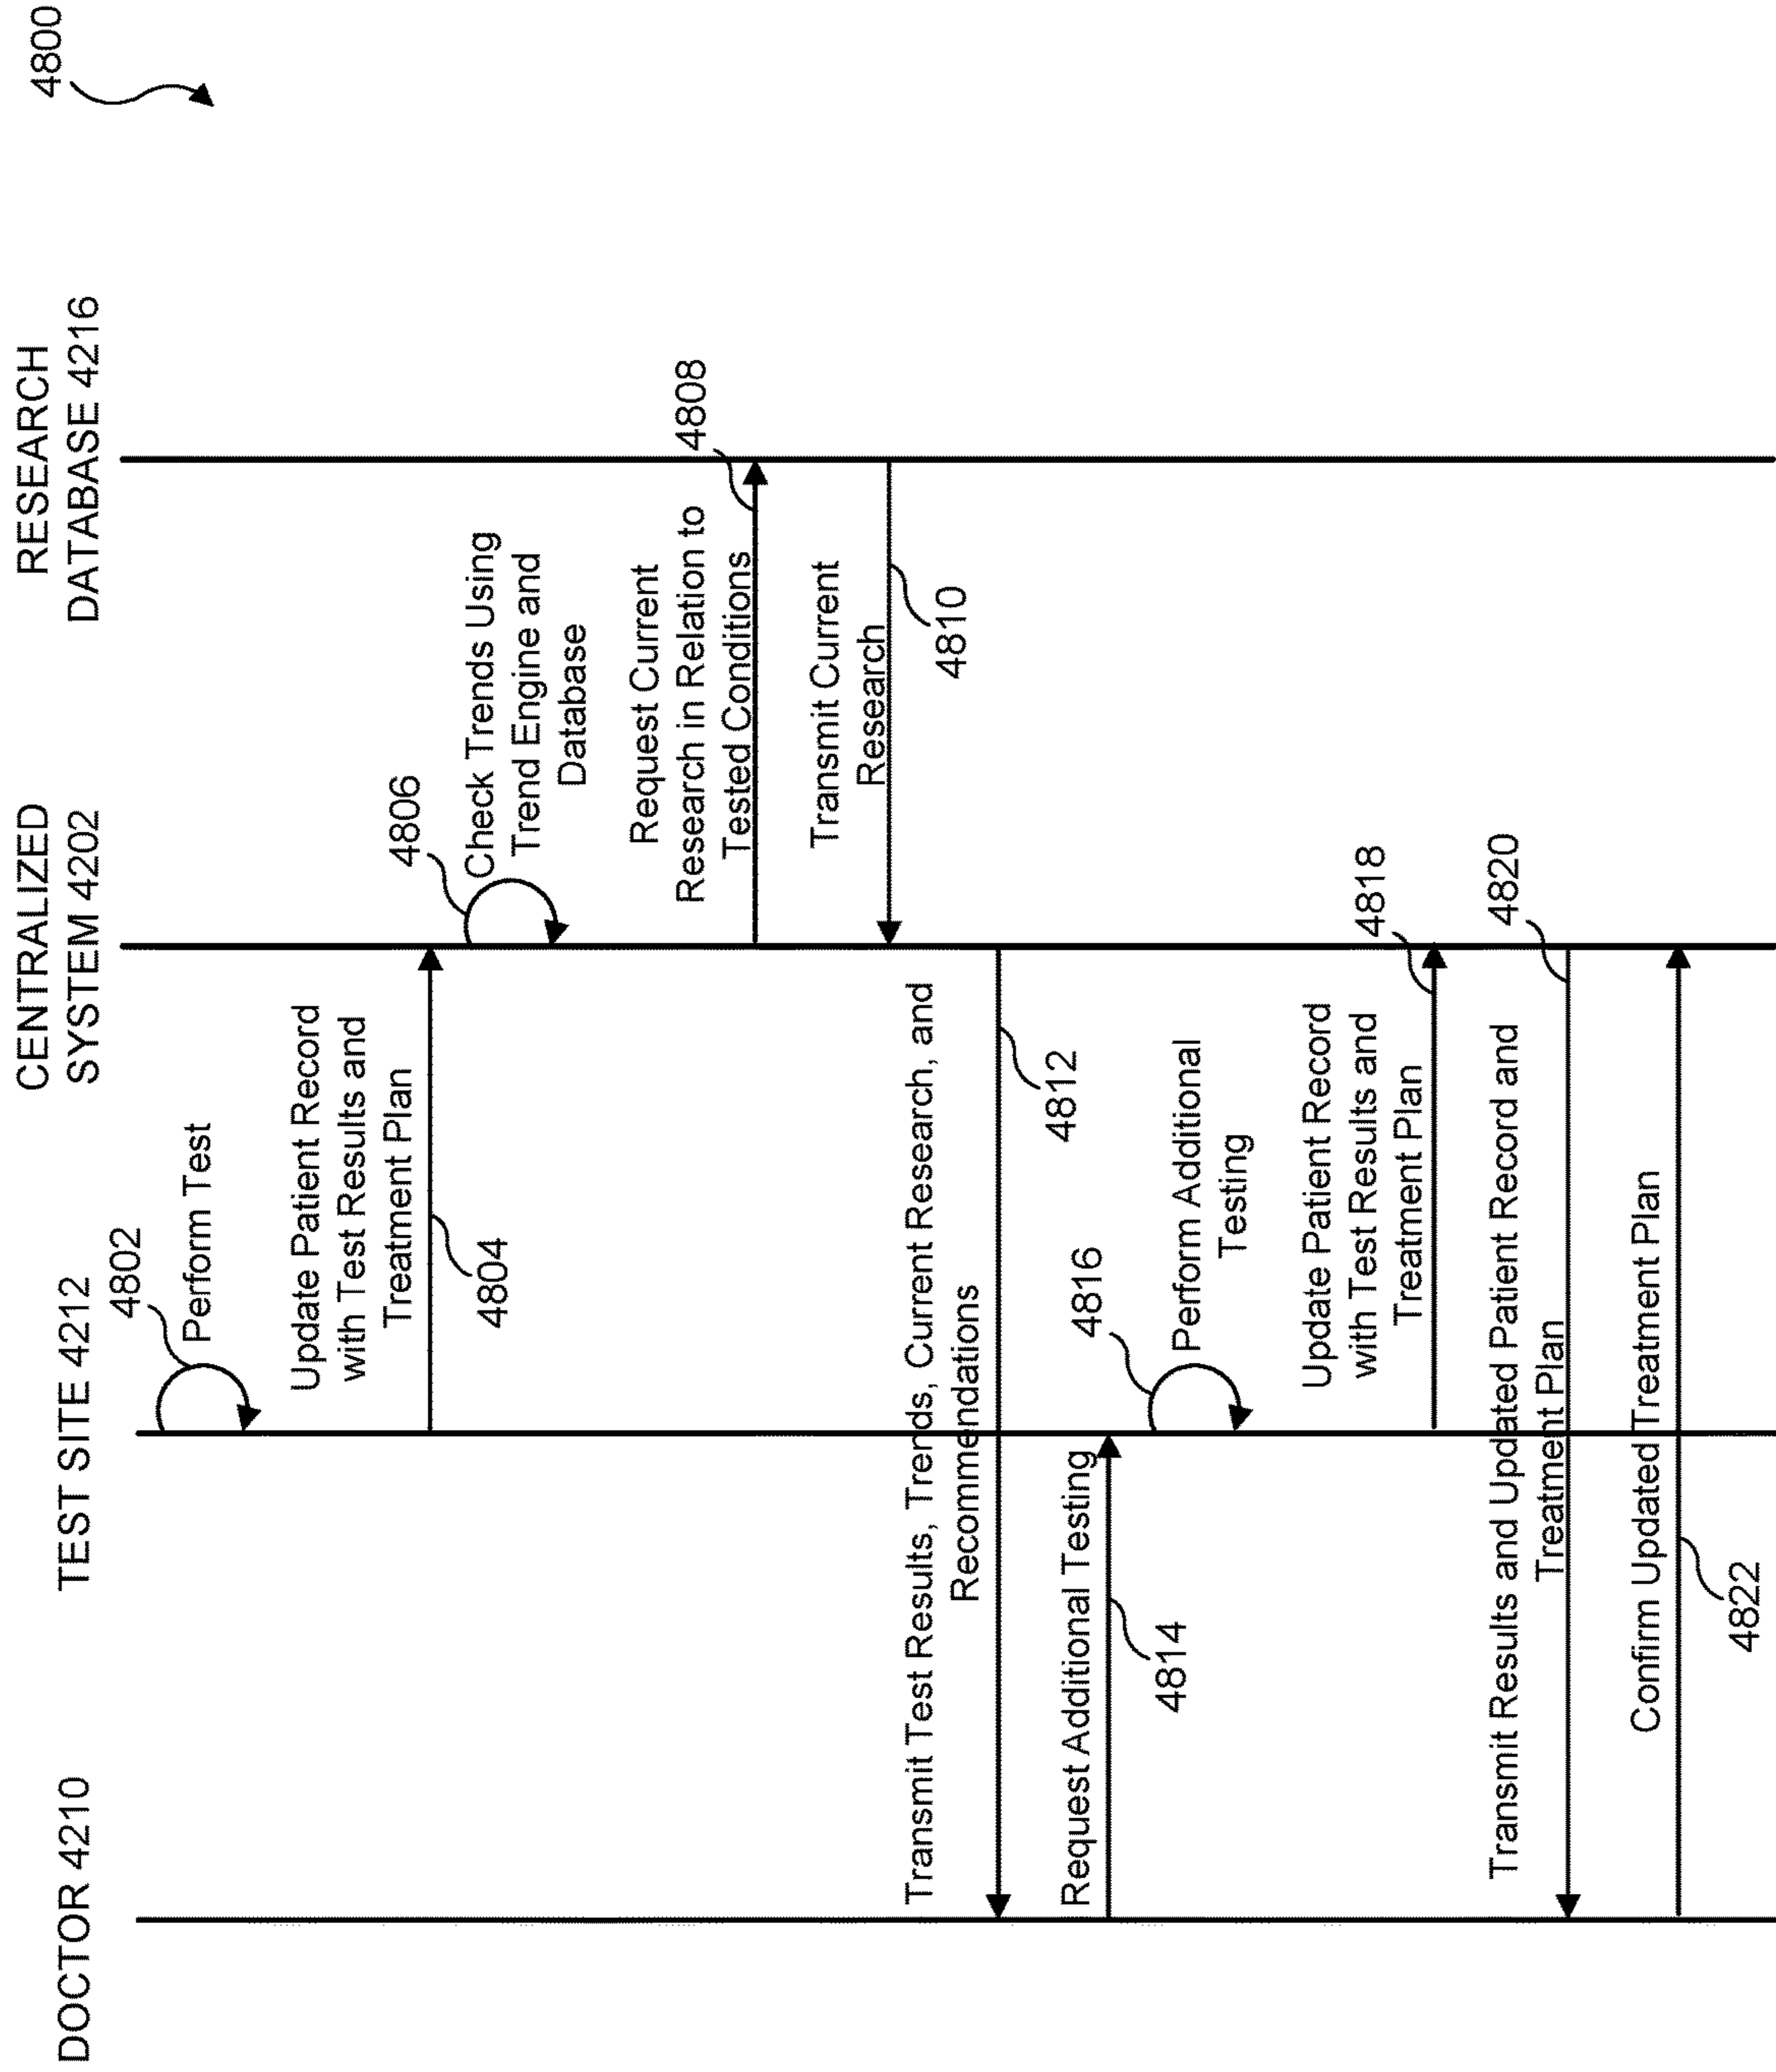 4800
DOCTOR 4210
TEST SITE 4212
CENTRALIZED
SYSTEM 4202
RESEARCH
DATABASE 4216
4802
Perform Test
Update Patient Record
with Test Results and
Treatment Plan
4804
4806
Check Trends Using
Trend Engine and
Database
Request Current
Research in Relation to
Tested Conditions
4808
Transmit Current
Research
4810
Transmit Test Results, Trends, Current Research, and
Recommendations
4812
Request Additional Testing
4814
4816
Perform Additional
Testing
Update Patient Record
with Test Results and
Treatment Plan
4818
Transmit Results and Updated Patient Record and
Treatment Plan
4820
Confirm Updated Treatment Plan
4822